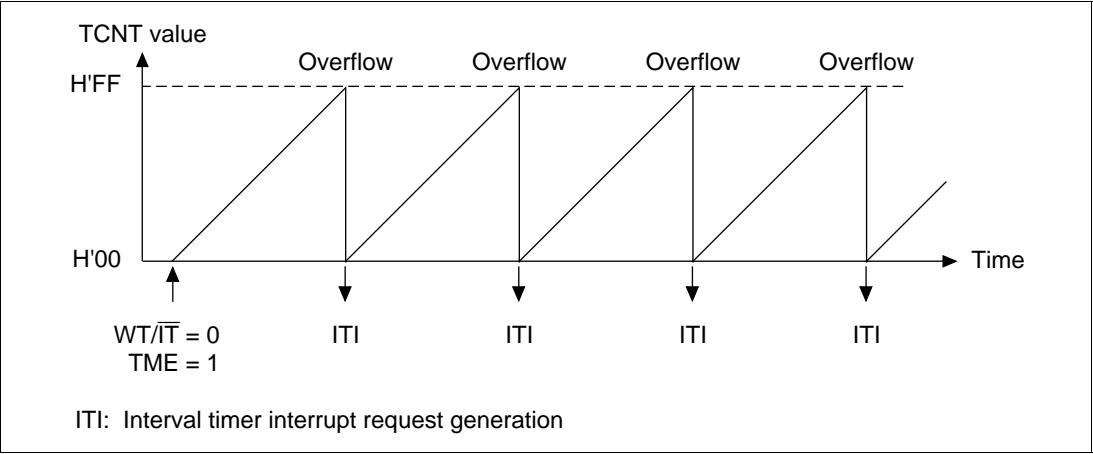 TCNT value
Overflow Overflow Overflow Overflow
H'FF
H'00
Time
WT/I̅T̅ = 0
TME = 1
ITI ITI ITI ITI
ITI: Interval timer interrupt request generation